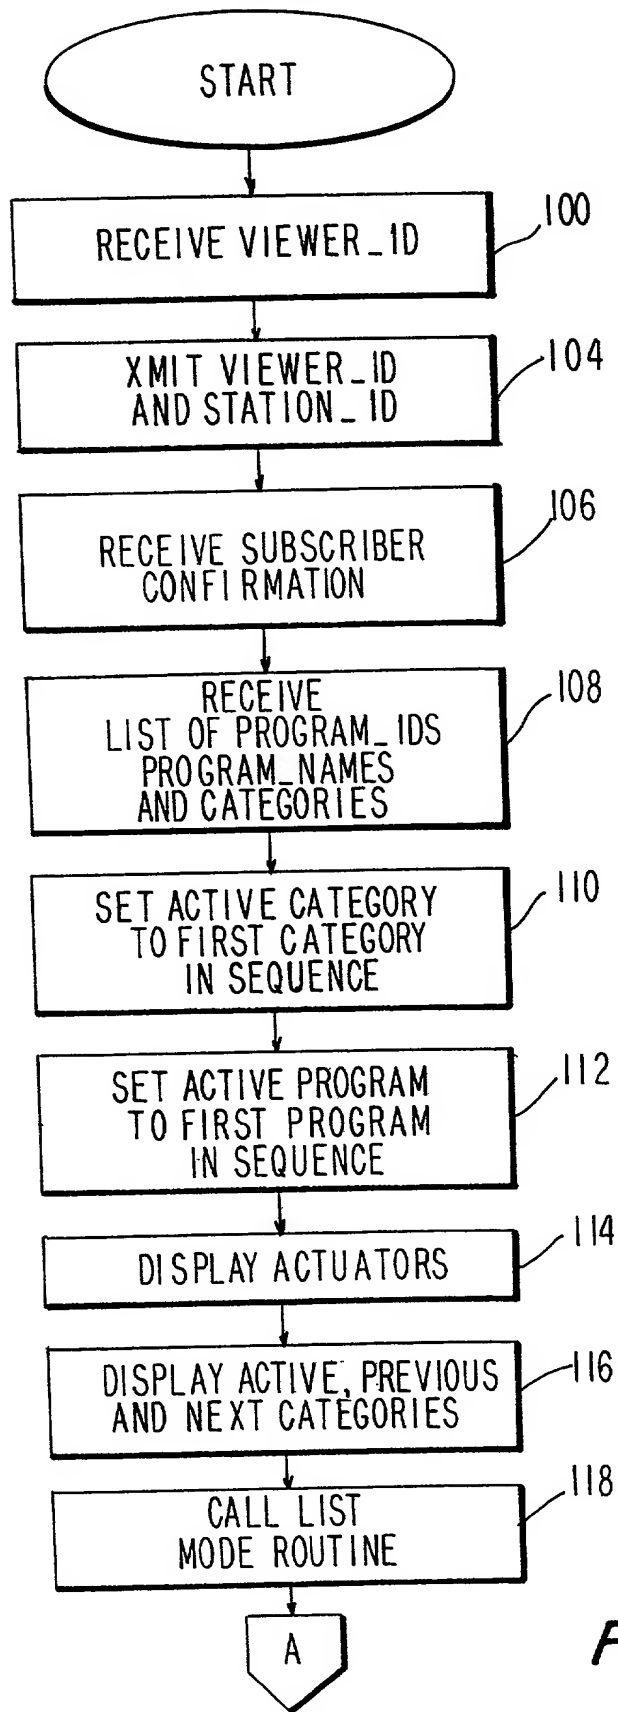 START
RECEIVE VIEWER_ID
100
XMIT VIEWER_ID
AND STATION_ID
104
RECEIVE SUBSCRIBER
CONFIRMATION
106
RECEIVE
LIST OF PROGRAM_IDS
PROGRAM_NAMES
AND CATEGORIES
108
SET ACTIVE CATEGORY
TO FIRST CATEGORY
IN SEQUENCE
110
SET ACTIVE PROGRAM
TO FIRST PROGRAM
IN SEQUENCE
112
DISPLAY ACTUATORS
114
DISPLAY ACTIVE, PREVIOUS
AND NEXT CATEGORIES
116
CALL LIST
MODE ROUTINE
118
A